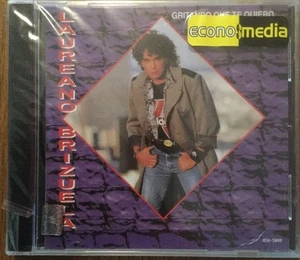 GRITANDO QUE TE QUIERO
econo media
LAUREANO BRIZUELA